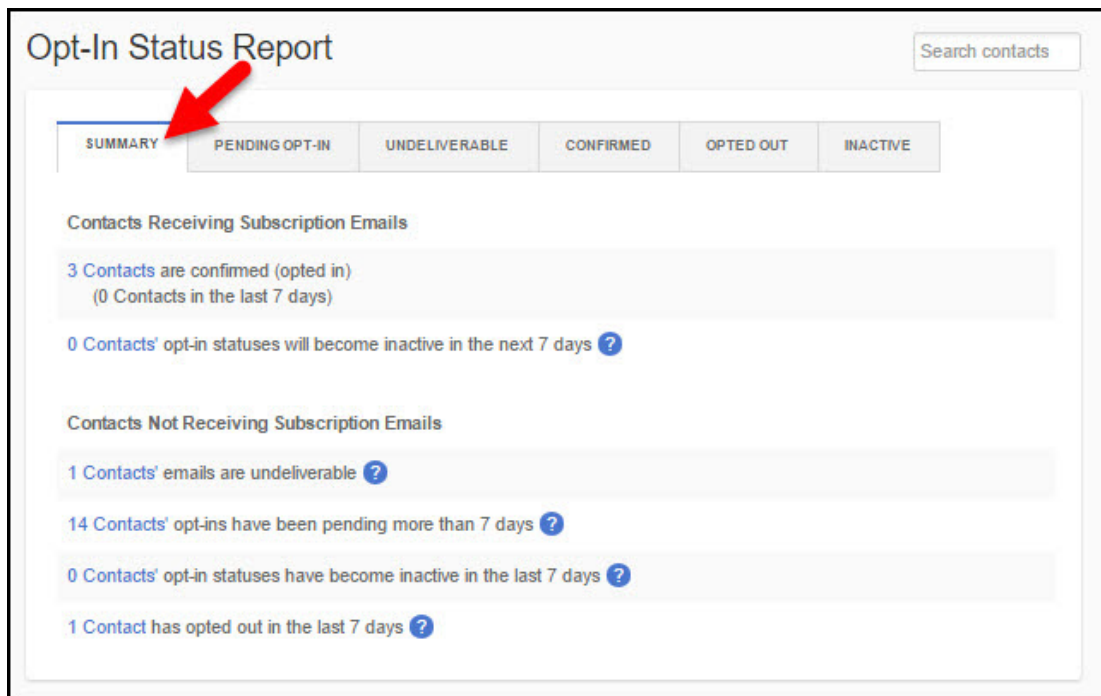 Opt-In Status Report
Search contacts
SUMMARY
PENDING OPT-IN
UNDELIVERABLE
CONFIRMED
OPTED OUT
INACTIVE
Contacts Receiving Subscription Emails
3 Contacts are confirmed (opted in)
(0 Contacts in the last 7 days)
0 Contacts' opt-in statuses will become inactive in the next 7 days ?
Contacts Not Receiving Subscription Emails
1 Contacts' emails are undeliverable ?
14 Contacts' opt-ins have been pending more than 7 days ?
0 Contacts' opt-in statuses have become inactive in the last 7 days ?
1 Contact has opted out in the last 7 days ?